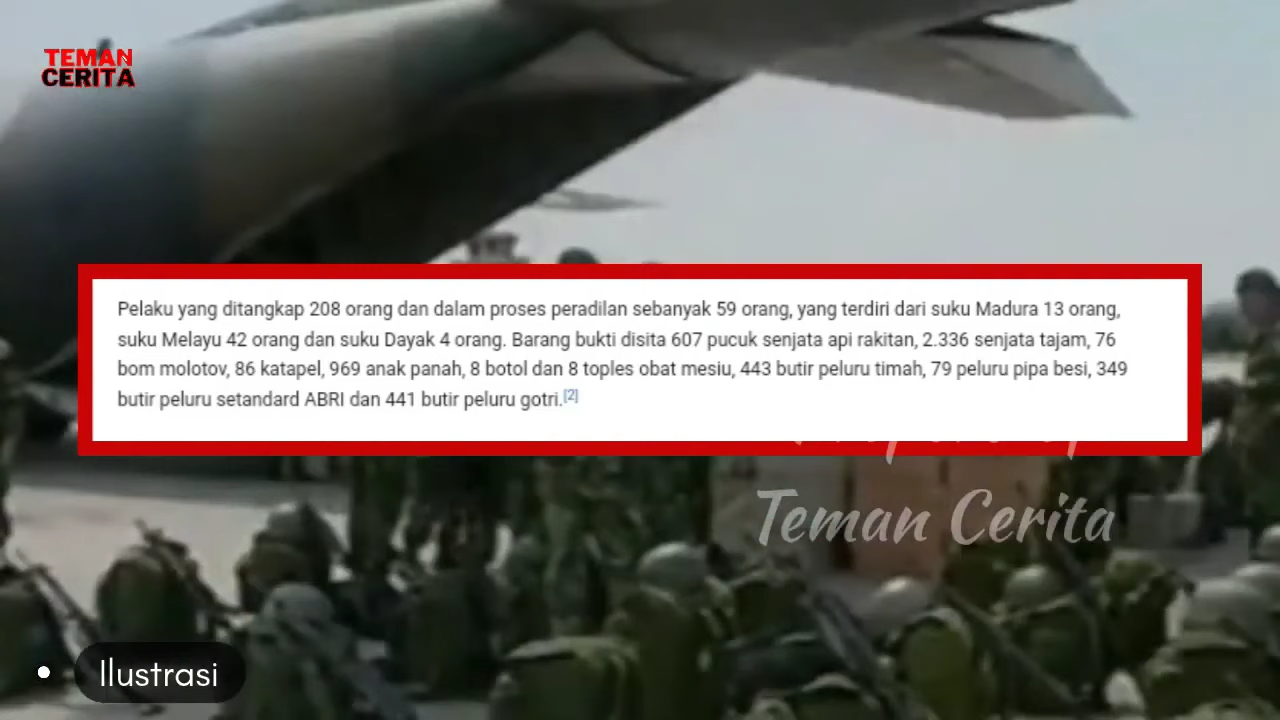 TEMAN
CERITA
Pelaku yang ditangkap 208 orang dan dalam proses peradilan sebanyak 59 orang, yang terdiri dari suku Madura 13 orang,
suku Melayu 42 orang dan suku Dayak 4 orang. Barang bukti disita 607 pucuk senjata api rakitan, 2.336 senjata tajam, 76
bom molotov, 86 katapel, 969 anak panah, 8 botol dan 8 toples obat mesiu, 443 butir peluru timah, 79 peluru pipa besi, 349
butir peluru setandard ABRI dan 441 butir peluru gotri.[2]
Teman Cerita
Ilustrasi